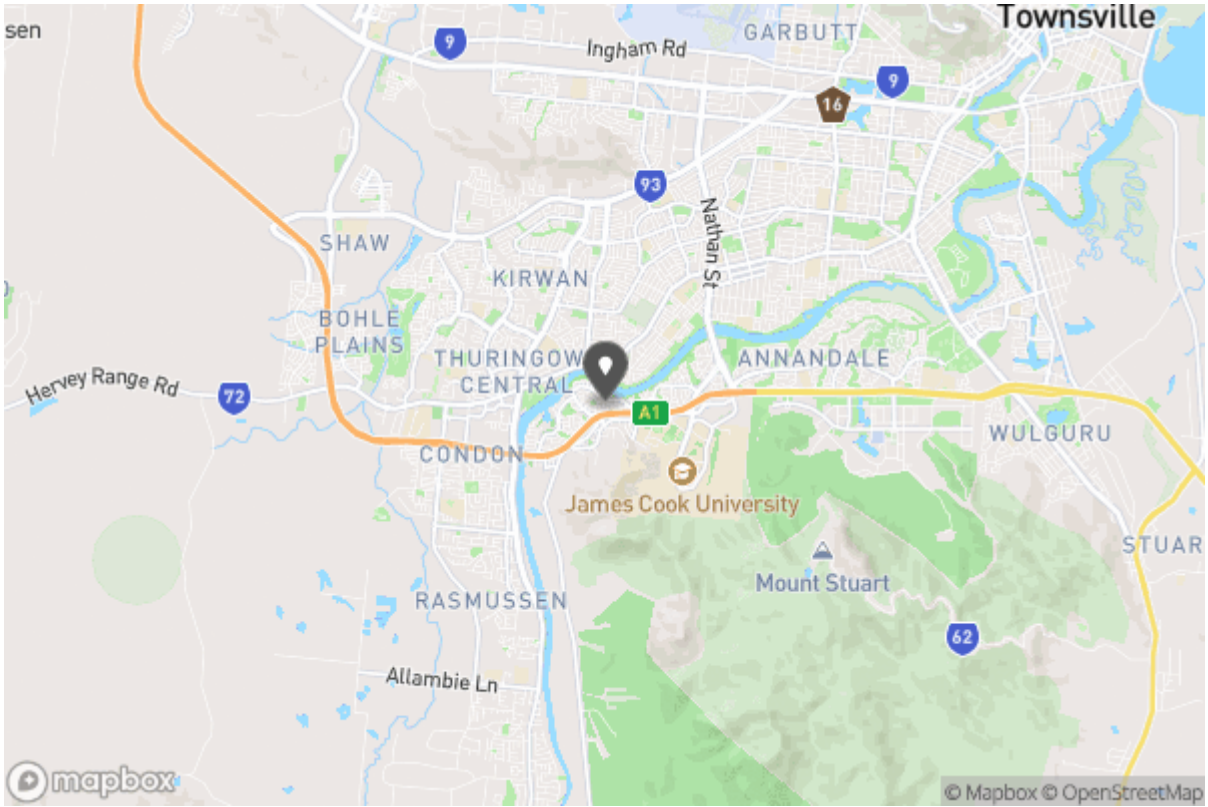 sen
9
Ingham Rd
GARBUTT
Townsville
9
16
93
Nathan St
SHAW
KIRWAN
BOHLE
PLAINS
THURINGOW
CENTRAL
ANNANDALE
Hervey Range Rd
72
A1
CONDON
WULGURU
James Cook University
STUAR
Mount Stuart
RASMUSSEN
62
Allambie Ln
mapbox
© Mapbox © OpenStreetMap